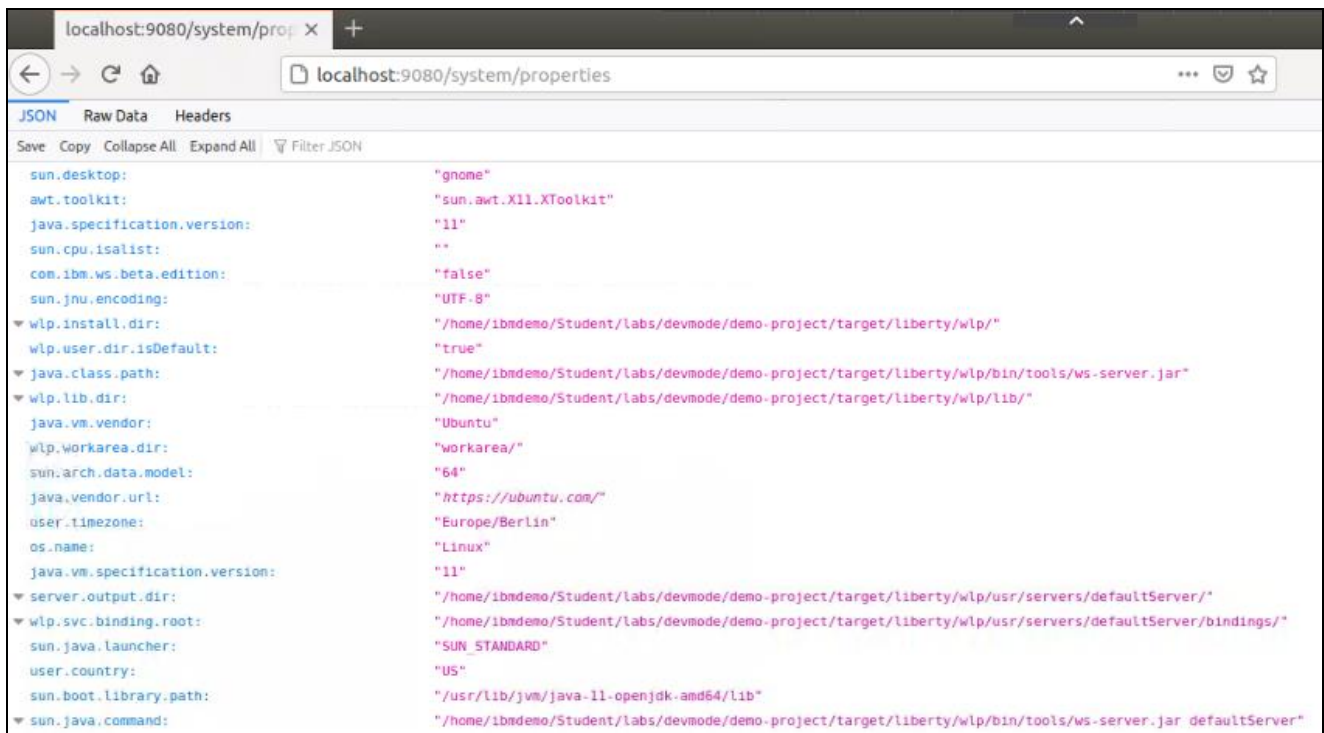 localhost:9080/system/prop
localhost:9080/system/properties
JSON Raw Data Headers
Save Copy Collapse All Expand All Filter JSON
sun.desktop: "gnome"
awt.toolkit: "sun.awt.X11.XToolkit"
java.specification.version: "11"
sun.cpu.isalist: ""
com.ibm.ws.beta.edition: "false"
sun.jnu.encoding: "UTF-8"
wlp.install.dir: "/home/ibmdemo/Student/labs/devmode/demo-project/target/liberty/wlp/"
wlp.user.dir.isDefault: "true"
java.class.path: "/home/ibmdemo/Student/labs/devmode/demo-project/target/liberty/wlp/bin/tools/ws-server.jar"
wlp.lib.dir: "/home/ibmdemo/Student/labs/devmode/demo-project/target/liberty/wlp/lib/"
java.vm.vendor: "Ubuntu"
wlp.workarea.dir: "workarea/"
sun.arch.data.model: "64"
java.vendor.url: "https://ubuntu.com/"
user.timezone: "Europe/Berlin"
os.name: "Linux"
java.vm.specification.version: "11"
server.output.dir: "/home/ibmdemo/Student/labs/devmode/demo-project/target/liberty/wlp/usr/servers/defaultServer/"
wlp.svc.binding.root: "/home/ibmdemo/Student/labs/devmode/demo-project/target/liberty/wlp/usr/servers/defaultServer/bindings/"
sun.java.launcher: "SUN_STANDARD"
user.country: "US"
sun.boot.library.path: "/usr/lib/jvm/java-11-openjdk-amd64/lib"
sun.java.command: "/home/ibmdemo/Student/labs/devmode/demo-project/target/liberty/wlp/bin/tools/ws-server.jar defaultServer"